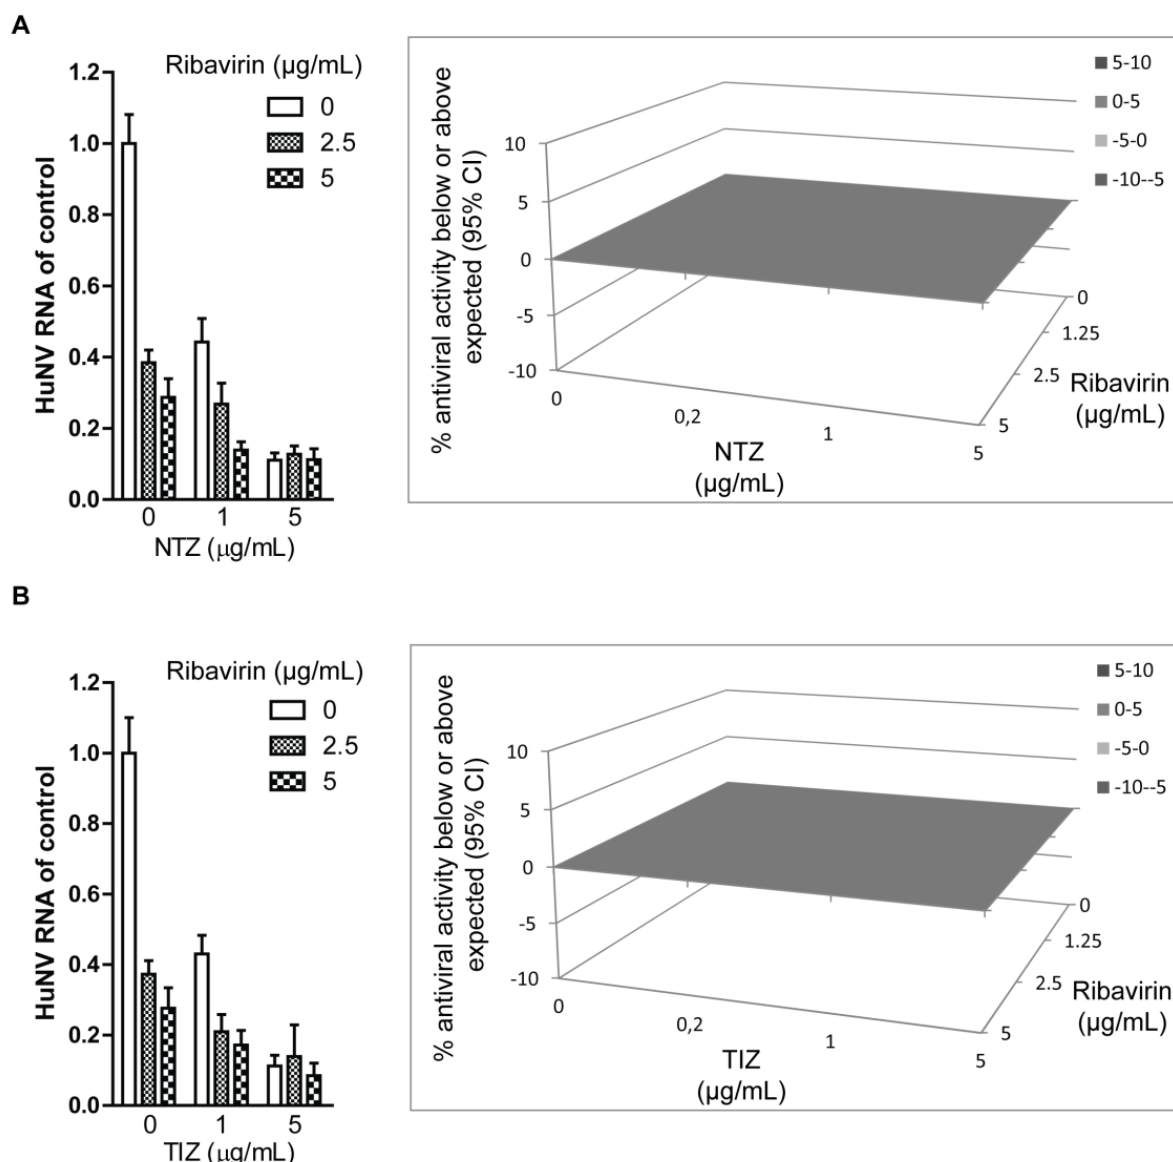 A
Ribavirin (µg/mL)
0
2.5
5
HuNV RNA of control
1.2
1.0
0.8
0.6
0.4
0.2
0.0
0 1 5
NTZ (µg/mL)
% antiviral activity below or above
expected (95% CI)
10
5
0
-5
-10
0
0,2
1
5
NTZ
(µg/mL)
0
1.25
2.5
5
Ribavirin
(µg/mL)
5-10
0-5
-5-0
-10--5
B
Ribavirin (µg/mL)
0
2.5
5
HuNV RNA of control
1.2
1.0
0.8
0.6
0.4
0.2
0.0
0 1 5
TIZ (µg/mL)
% antiviral activity below or above
expected (95% CI)
10
5
0
-5
-10
0
0,2
1
5
TIZ
(µg/mL)
0
1.25
2.5
5
Ribavirin
(µg/mL)
5-10
0-5
-5-0
-10--5